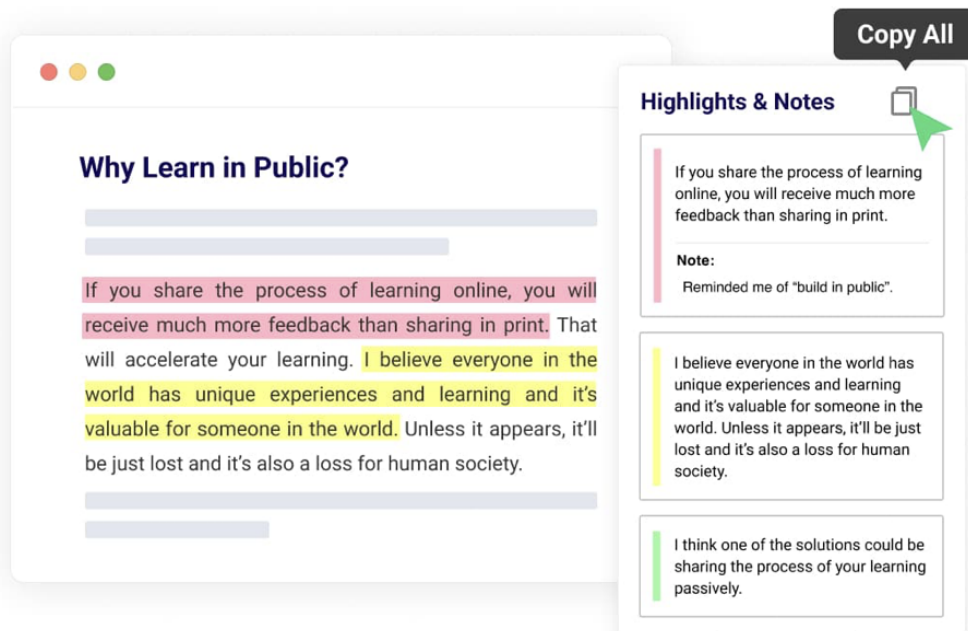 Copy All
Why Learn in Public?
If you share the process of learning online, you will
receive much more feedback than sharing in print. That
will accelerate your learning. I believe everyone in the
world has unique experiences and learning and it's
valuable for someone in the world. Unless it appears, it'll
be just lost and it's also a loss for human society.
Highlights & Notes
If you share the process of learning
online, you will receive much more
feedback than sharing in print.
Note:
Reminded me of “build in public”.
I believe everyone in the world has
unique experiences and learning
and it's valuable for someone in the
world. Unless it appears, it'll be just
lost and it's also a loss for human
society.
I think one of the solutions could be
sharing the process of your learning
passively.